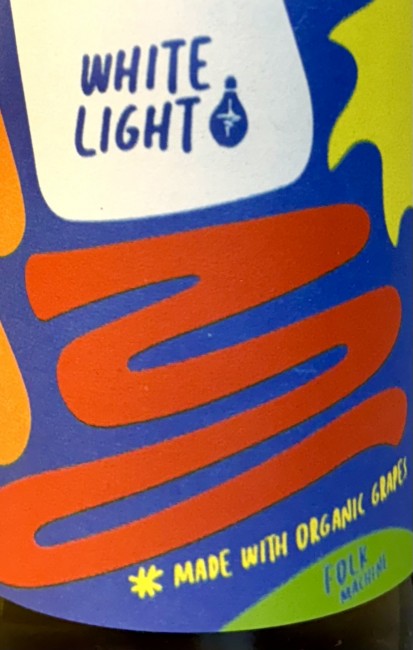 WHITE
LIGHT
* MADE WITH ORGANIC GRAPES
FOLK
MACHINE